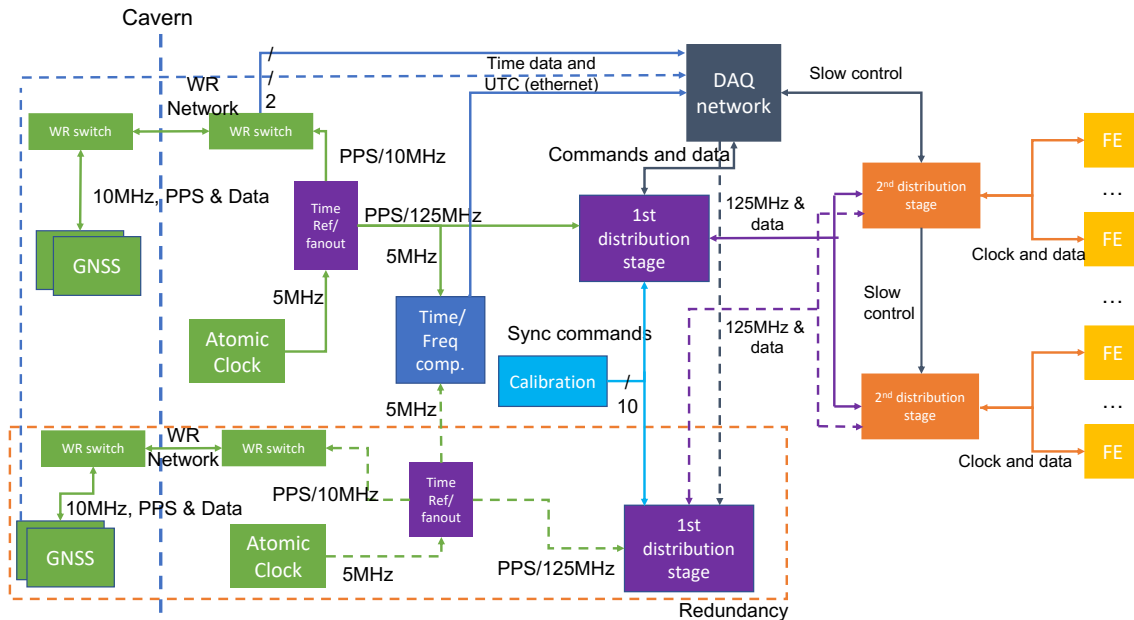 Cavern
Time data and
UTC (ethernet)
DAQ
network
Slow control
WR
Network
2
WR switch
WR switch
FE
PPS/10MHz
Commands and data
...
10MHz, PPS & Data
Time
Ref/
fanout
PPS/125MHz
1st
distribution
stage
125MHz &
data
2nd distribution
stage
FE
GNSS
5MHz
Clock and data
5MHz
Atomic
Clock
Time/
Freq
comp.
Sync commands
Calibration
10
125MHz &
data
Slow
control
...
FE
5MHz
2nd distribution
stage
...
WR switch
WR
Network
WR switch
FE
Clock and data
10MHz, PPS & Data
PPS/10MHz
Time
Ref/
fanout
GNSS
Atomic
Clock
5MHz
PPS/125MHz
1st
distribution
stage
Redundancy